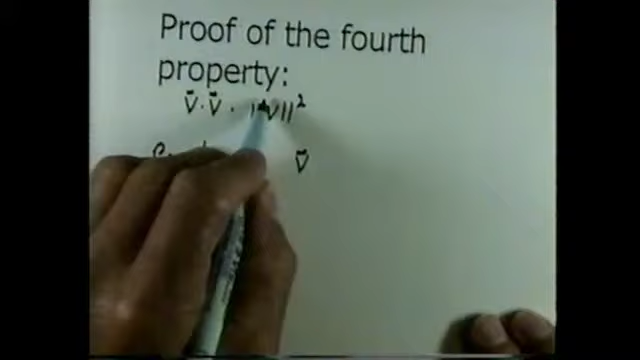 Proof of the fourth
property:
v̄ · v̄ · ||v||²
v̄